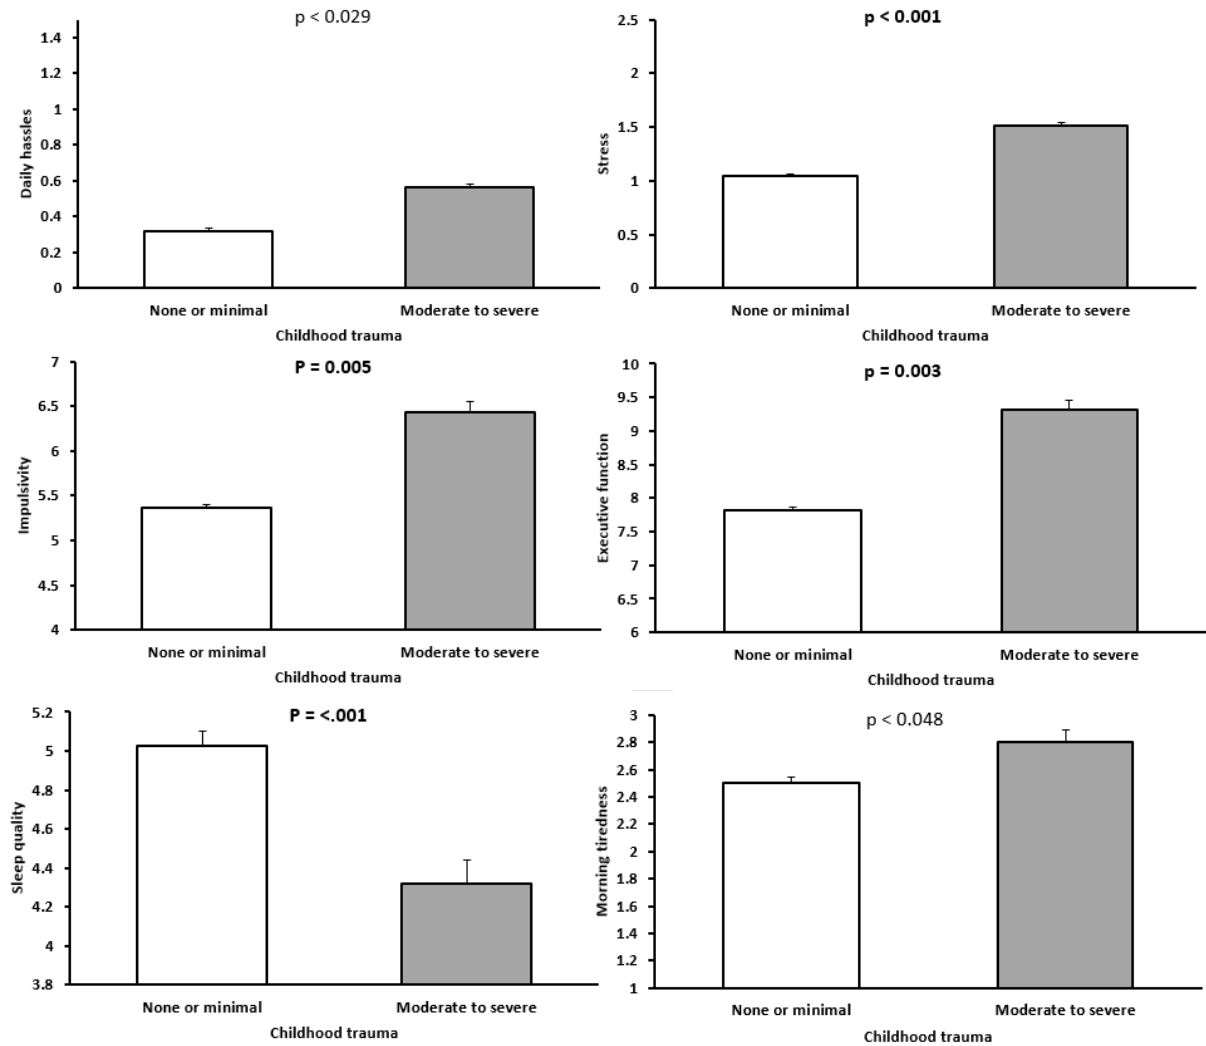 p < 0.029
Daily hassles
1.4
1.2
1
0.8
0.6
0.4
0.2
0
None or minimal
Moderate to severe
Childhood trauma
p < 0.001
Stress
2.5
2
1.5
1
0.5
0
None or minimal
Moderate to severe
Childhood trauma
P = 0.005
Impulsivity
7
6.5
6
5.5
5
4.5
4
None or minimal
Moderate to severe
Childhood trauma
p = 0.003
Executive function
10
9.5
9
8.5
8
7.5
7
6.5
6
None or minimal
Moderate to severe
Childhood trauma
P = <.001
Sleep quality
5.2
5
4.8
4.6
4.4
4.2
4
3.8
None or minimal
Moderate to severe
Childhood trauma
p < 0.048
Morning tiredness
3
2.8
2.6
2.4
2.2
2
1.8
1.6
1.4
1.2
1
None or minimal
Moderate to severe
Childhood trauma